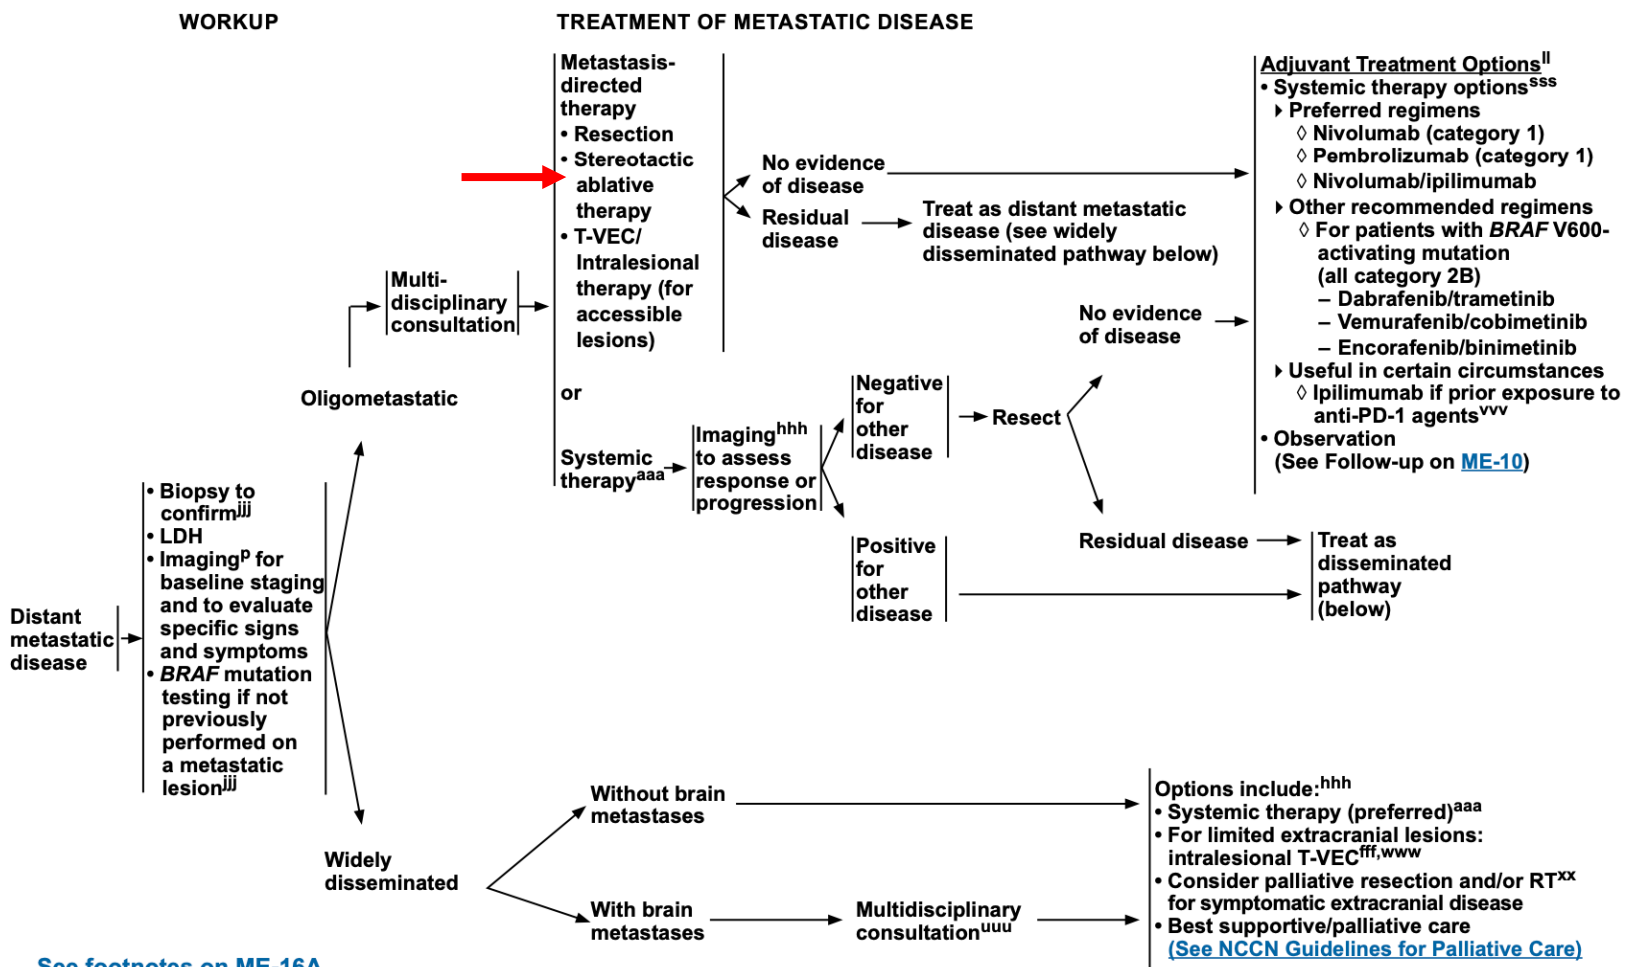 WORKUP
TREATMENT OF METASTATIC DISEASE
Metastasis-
directed
therapy
• Resection
• Stereotactic
ablative
therapy
• T-VEC/
Intralesional
therapy (for
accessible
lesions)
or
Systemic
therapyaaa
No evidence
of disease
Residual
disease
Treat as distant metastatic
disease (see widely
disseminated pathway below)
Multi-
disciplinary
consultation
Oligometastatic
Imaginghhh
to assess
response or
progression
Negative
for
other
disease
Positive
for
other
disease
Resect
No evidence
of disease
Residual disease
Treat as
disseminated
pathway
(below)
Adjuvant Treatment Optionsll
• Systemic therapy optionssss
Preferred regimens
◊ Nivolumab (category 1)
◊ Pembrolizumab (category 1)
◊ Nivolumab/ipilimumab
Other recommended regimens
◊ For patients with BRAF V600-
activating mutation
(all category 2B)
– Dabrafenib/trametinib
– Vemurafenib/cobimetinib
– Encorafenib/binimetinib
Useful in certain circumstances
◊ Ipilimumab if prior exposure to
anti-PD-1 agentsvvv
• Observation
(See Follow-up on ME-10)
Distant
metastatic
disease
• Biopsy to
confirmjjj
• LDH
• Imagingp for
baseline staging
and to evaluate
specific signs
and symptoms
• BRAF mutation
testing if not
previously
performed on
a metastatic
lesionjjj
Widely
disseminated
Without brain
metastases
With brain
metastases
Multidisciplinary
consultationuuu
Options include:hhh
• Systemic therapy (preferred)aaa
• For limited extracranial lesions:
intralesional T-VECfff,www
• Consider palliative resection and/or RTxx
for symptomatic extracranial disease
• Best supportive/palliative care
(See NCCN Guidelines for Palliative Care)
See footnotes on ME-16A